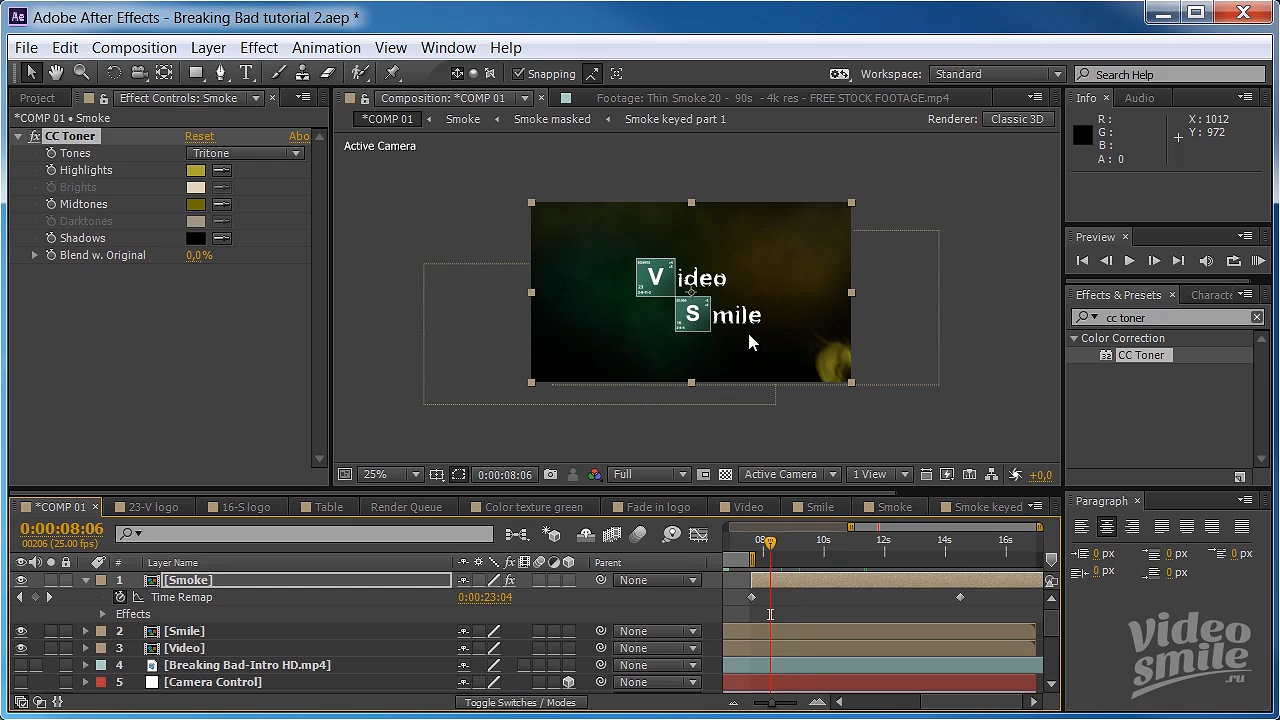 Adobe After Effects - Breaking Bad tutorial 2.aep *
File Edit Composition Layer Effect Animation View Window Help
Snapping
Workspace: Standard
Search Help
Project
Effect Controls: Smoke
*COMP 01 • Smoke
CC Toner Reset Abo
Tones Tritone
Highlights
Brights
Midtones
Darktones
Shadows
Blend w. Original 0,0%
Composition: *COMP 01
Footage: Thin Smoke 20 - 90s - 4k res - FREE STOCK FOOTAGE.mp4
*COMP 01 Smoke Smoke masked Smoke keyed part 1
Renderer: Classic 3D
Active Camera
V ideo
23
S mile
16
25% 0:00:08:06 Full Active Camera 1 View +0,0
Info Audio
R: X: 1012
G: Y: 972
B:
A: 0
Preview
Effects & Presets Characte
cc toner
Color Correction
32 CC Toner
*COMP 01 23-V logo 16-S logo Table Render Queue Color texture green Fade in logo Video Smile Smoke Smoke keyed
0:00:08:06
00206 (25.00 fps)
# Layer Name Parent
1 [Smoke] None
Time Remap 0:00:23:04
Effects
2 [Smile] None
3 [Video] None
4 [Breaking Bad-Intro HD.mp4] None
5 [Camera Control] None
Toggle Switches / Modes
10s 12s 14s 16s
Paragraph
0 px 0 px 0 px
0 px 0 px
video
smile
.ru